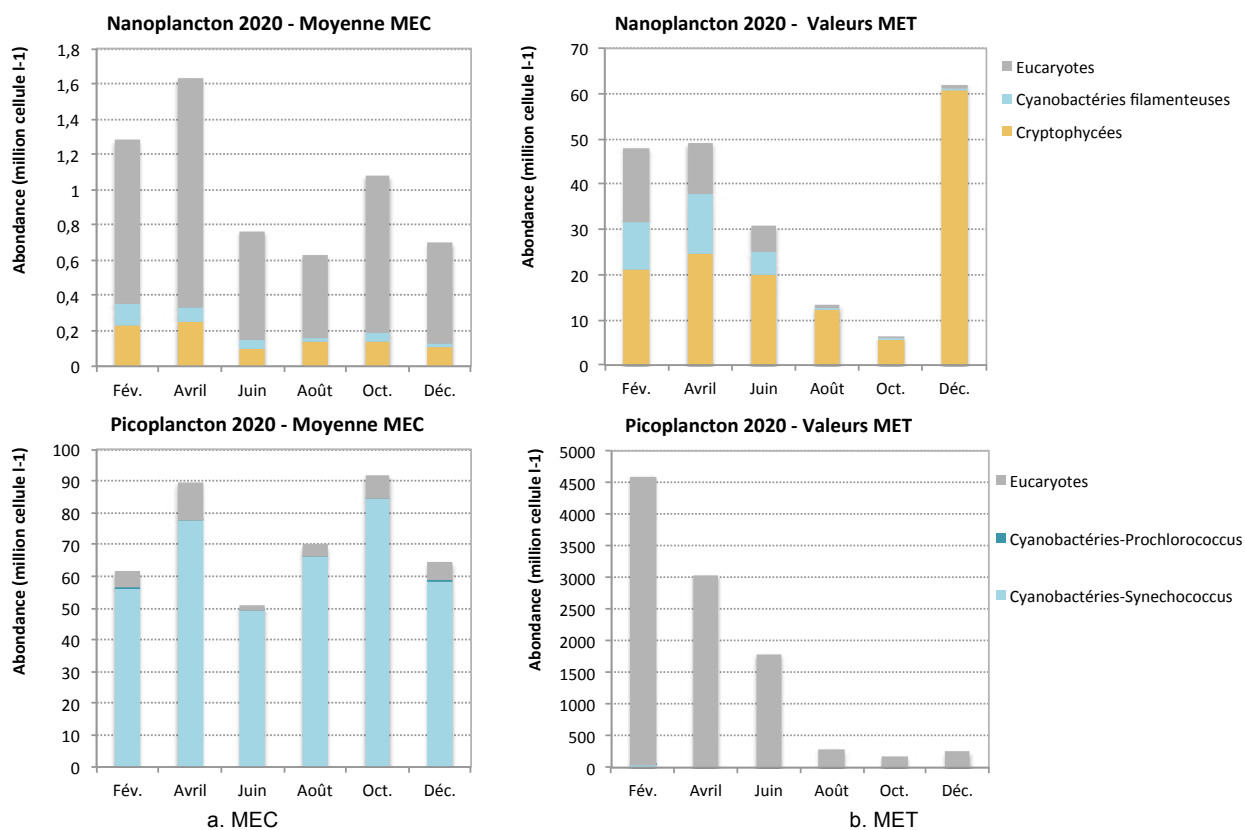 Nanoplancton 2020 - Moyenne MEC
Abondance (million cellule l-1)
1,8
1,6
1,4
1,2
1
0,8
0,6
0,4
0,2
0
Fév. Avril Juin Août Oct. Déc.
Nanoplancton 2020 - Valeurs MET
Abondance (million cellule l-1)
70
60
50
40
30
20
10
0
Fév. Avril Juin Août Oct. Déc.
Eucaryotes
Cyanobactéries filamenteuses
Cryptophycées
Picoplancton 2020 - Moyenne MEC
Abondance (million cellule l-1)
100
90
80
70
60
50
40
30
20
10
0
Fév. Avril Juin Août Oct. Déc.
a. MEC
Picoplancton 2020 - Valeurs MET
Abondance (million cellule l-1)
5000
4500
4000
3500
3000
2500
2000
1500
1000
500
0
Fév. Avril Juin Août Oct. Déc.
Eucaryotes
Cyanobactéries-Prochlorococcus
Cyanobactéries-Synechococcus
b. MET